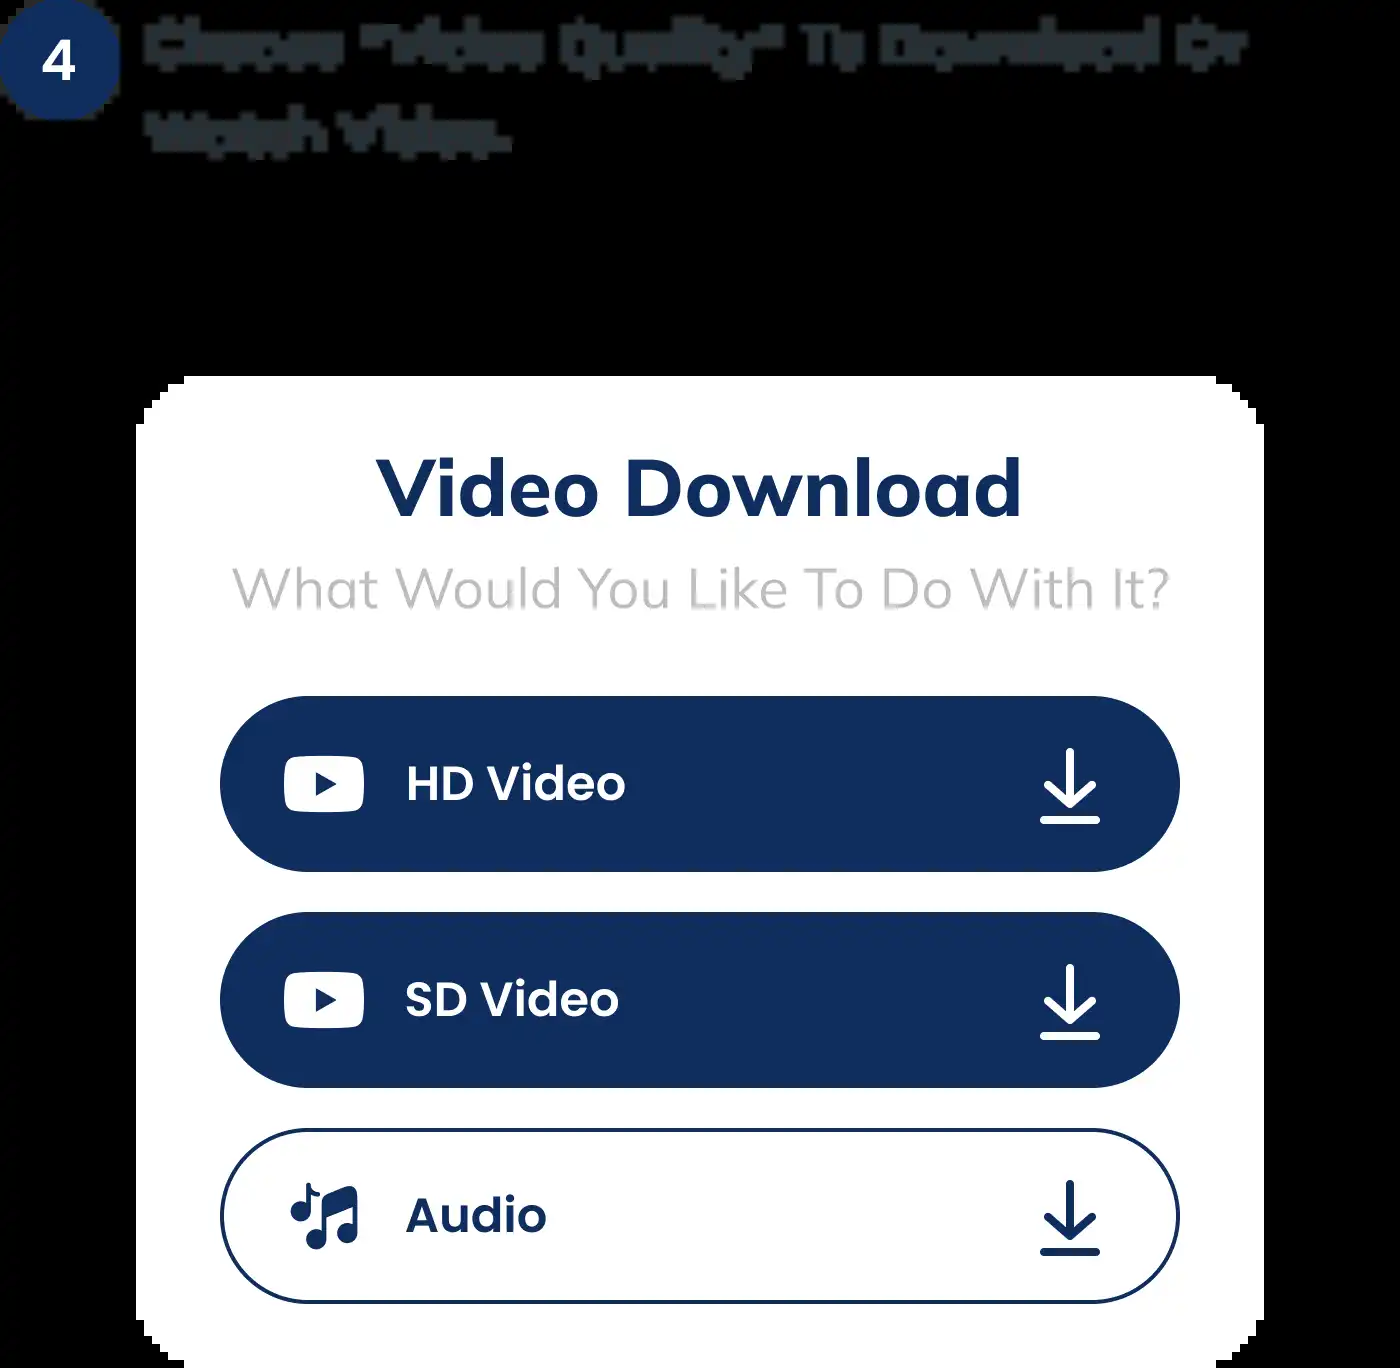 4
Choose "Video Quality" To Download Or
Watch Video.
Video Download
What Would You Like To Do With It?
HD Video
SD Video
Audio